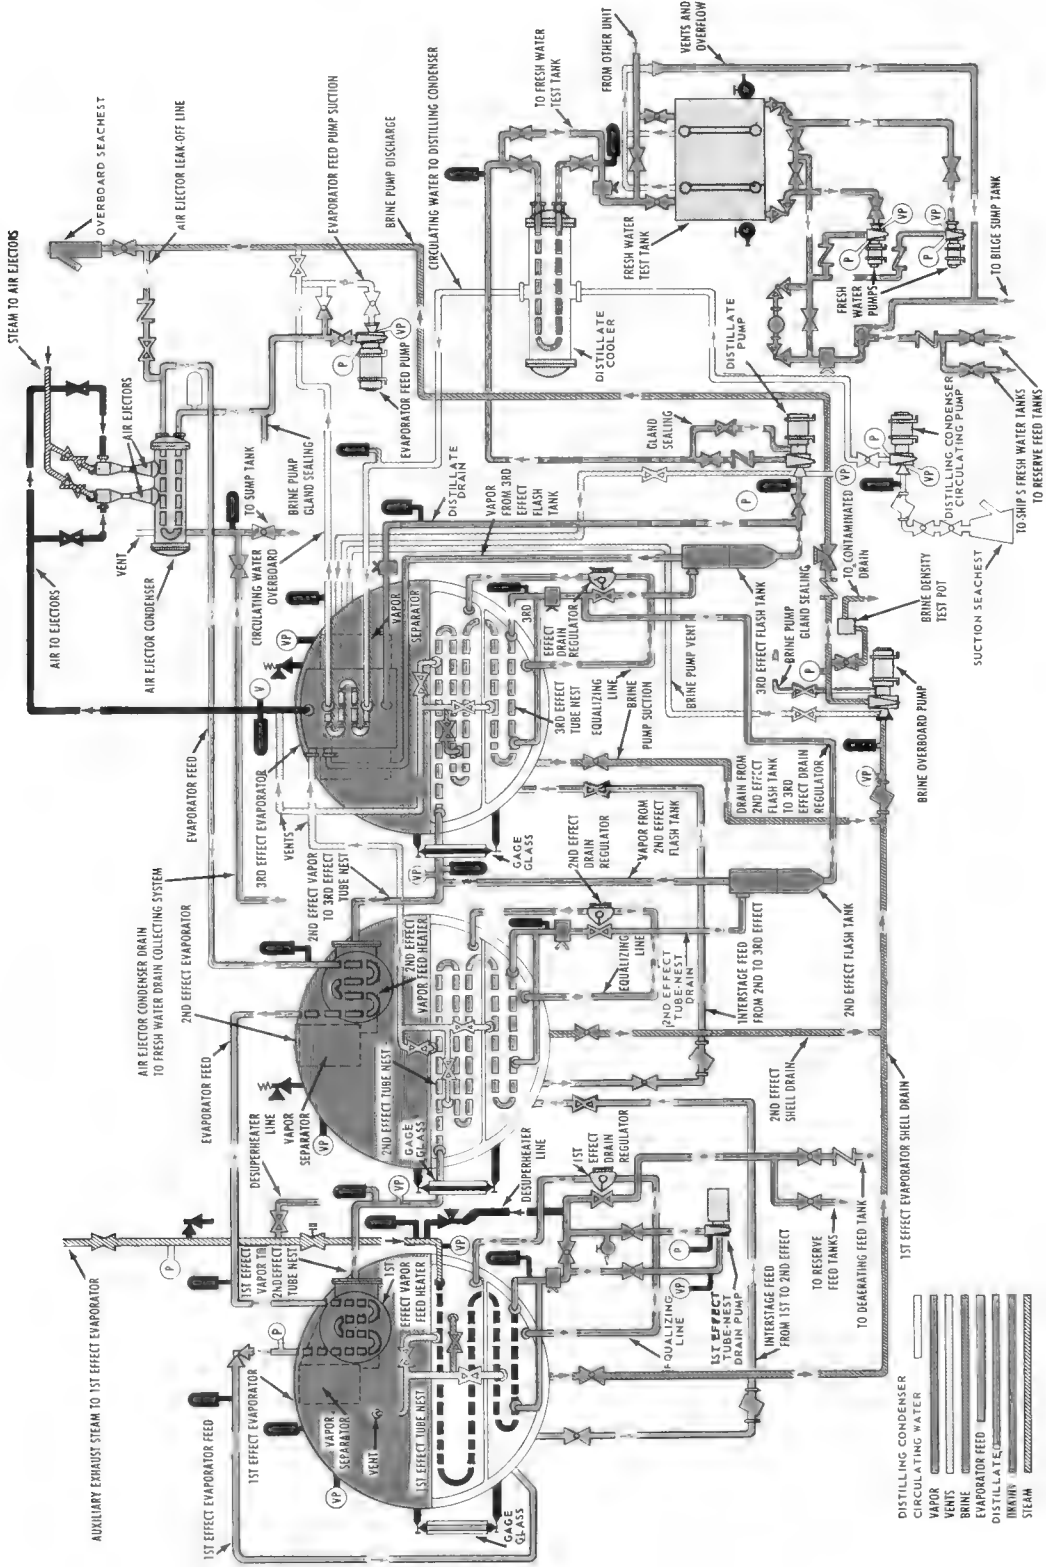 STEAM TO AIR EJECTORS
OVERBOARD SEACHEST
AIR EJECTOR LEAK-OFF LINE
EVAPORATOR FEED PUMP SUCTION
BRINE PUMP DISCHARGE
CIRCULATING WATER TO DISTILLING CONDENSER
TO FRESH WATER
TEST TANK
FROM OTHER UNIT
VENTS AND
OVERFLOW
AIR TO EJECTORS
VENT
AIR EJECTORS
AIR EJECTOR CONDENSER
TO SUMP TANK
BRINE PUMP
GLAND SEALING
CIRCULATING WATER
OVERBOARD
P
VP
EVAPORATOR FEED PUMP
DISTILLATE
DRAIN
VAPOR
FROM 3RD
EFFECT
FLASH
TANK
GLAND
SEALING
DISTILLATE
COOLER
DISTILLATE
PUMP
FRESH WATER
TEST TANK
P
VP
P
VP
FRESH
WATER
PUMPS
TO BILGE SUMP TANK
EVAPORATOR FEED
3RD EFFECT EVAPORATOR
VENTS
V
VP
VAPOR
SEPARATOR
3RD
EFFECT
DRAIN
REGULATOR
3RD EFFECT
TUBE NEST
EQUALIZING
LINE
BRINE
PUMP SUCTION
BRINE PUMP VENT
3RD EFFECT FLASH TANK
BRINE PUMP
GLAND SEALING
P
P
VP
P
VP
TO CONTAMINATED
DRAIN
DISTILLING CONDENSER
CIRCULATING PUMP
BRINE DENSITY
TEST POT
SUCTION SEACHEST
TO SHIP'S FRESH WATER TANKS
TO RESERVE FEED TANKS
AIR EJECTOR CONDENSER DRAIN
TO FRESH WATER DRAIN COLLECTING SYSTEM
2ND EFFECT EVAPORATOR
2ND EFFECT VAPOR
TO 3RD EFFECT
TUBE NEST
VP
GAGE
GLASS
2ND EFFECT
DRAIN
REGULATOR
VAPOR FROM
2ND EFFECT
FLASH TANK
DRAIN FROM
2ND EFFECT
FLASH TANK
TO 3RD
EFFECT DRAIN
REGULATOR
VP
BRINE OVERBOARD PUMP
EVAPORATOR FEED
DESUPERHEATER
LINE
VAPOR
SEPARATOR
VP
2ND EFFECT
VAPOR FEED HEATER
2ND EFFECT TUBE NEST
GAGE
GLASS
EQUALIZING
LINE
2ND EFFECT
TUBE-NEST
DRAIN
INTERSTAGE FEED
FROM 2ND TO 3RD EFFECT
2ND EFFECT FLASH TANK
2ND EFFECT
SHELL DRAIN
1ST EFFECT EVAPORATOR SHELL DRAIN
AUXILIARY EXHAUST STEAM TO 1ST EFFECT EVAPORATOR
P
1ST EFFECT
VAPOR TO
2ND EFFECT
TUBE NEST
VP
VP
DESUPERHEATER
LINE
1ST
EFFECT
DRAIN
REGULATOR
1ST EFFECT EVAPORATOR FEED
1ST EFFECT EVAPORATOR
P
VAPOR
SEPARATOR
VP
VENT
1ST
EFFECT VAPOR
FEED HEATER
1ST EFFECT TUBE NEST
GAGE
GLASS
EQUALIZING
LINE
P
VP
1ST EFFECT
TUBE-NEST
DRAIN PUMP
INTERSTAGE FEED
FROM 1ST TO 2ND EFFECT
TO RESERVE
FEED TANKS
TO DEAERATING FEED TANK
DISTILLING CONDENSER
CIRCULATING WATER
VAPOR
VENTS
BRINE
EVAPORATOR FEED
DISTILLATE
DRAINS
STEAM